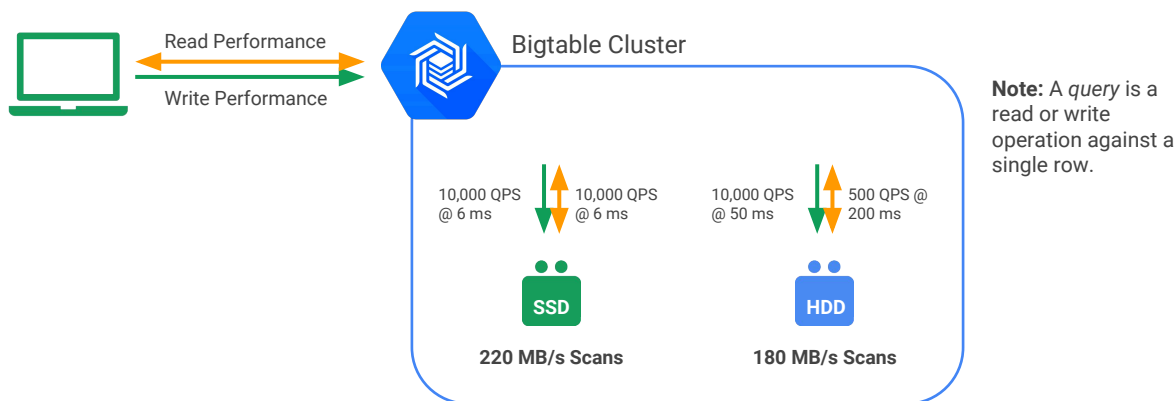 Read Performance
Write Performance
Bigtable Cluster
Note: A query is a
read or write
operation against a
single row.
10,000 QPS
@ 6 ms
10,000 QPS
@ 6 ms
10,000 QPS
@ 50 ms
500 QPS @
200 ms
SSD
HDD
220 MB/s Scans
180 MB/s Scans